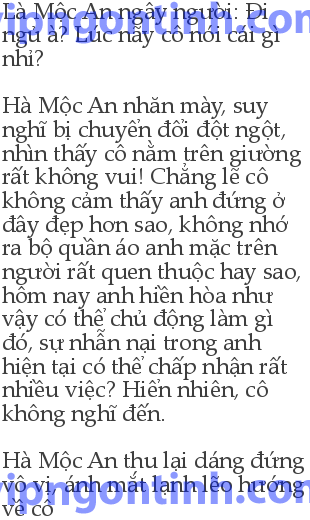 Là Mộc An ngây người: Đi
ngủ à? Lúc nãy cô nói cái gì
nhỉ?
Hà Mộc An nhăn mày, suy
nghĩ bị chuyển đổi đột ngột,
nhìn thấy cô nằm trên giường
rất không vui! Chẳng lẽ cô
không cảm thấy anh đứng ở
đây đẹp hơn sao, không nhớ
ra bộ quần áo anh mặc trên
người rất quen thuộc hay sao,
hôm nay anh hiền hòa như
vậy có thể chủ động làm gì
đó, sự nhẫn nại trong anh
hiện tại có thể chấp nhận rất
nhiều việc? Hiển nhiên, cô
không nghĩ đến.
Hà Mộc An thu lại dáng đứng
vô vị, ánh mắt lạnh lẽo hướng
về cô